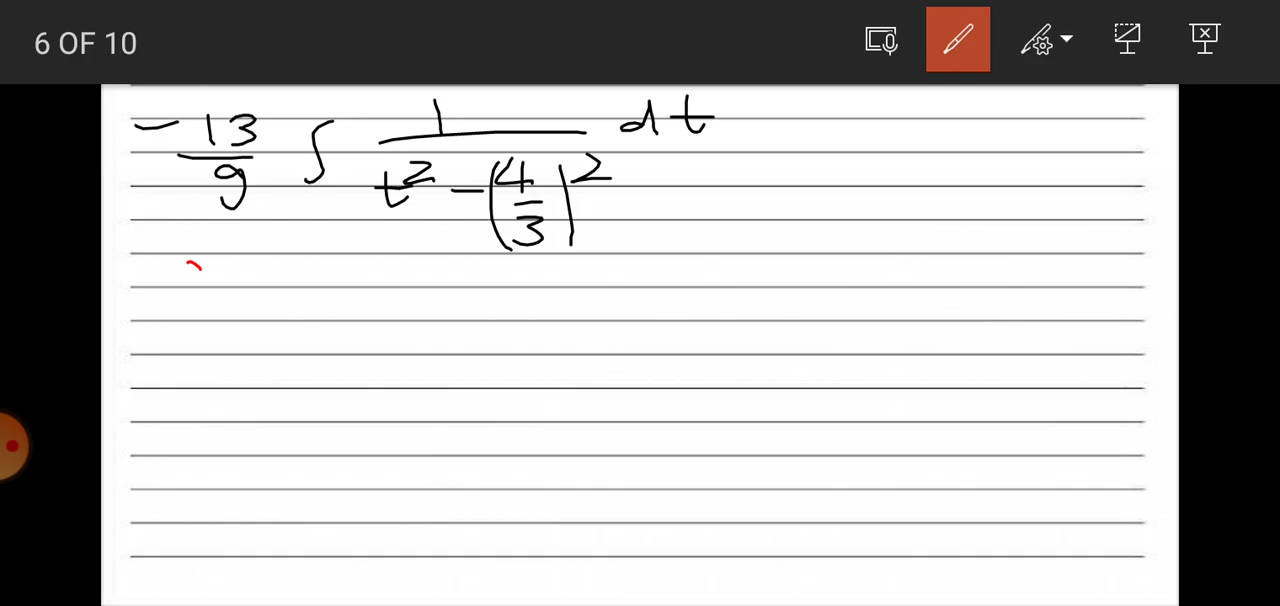 6 OF 10
- 13/9 ∫ 1/(t² - (4/3)²) dt